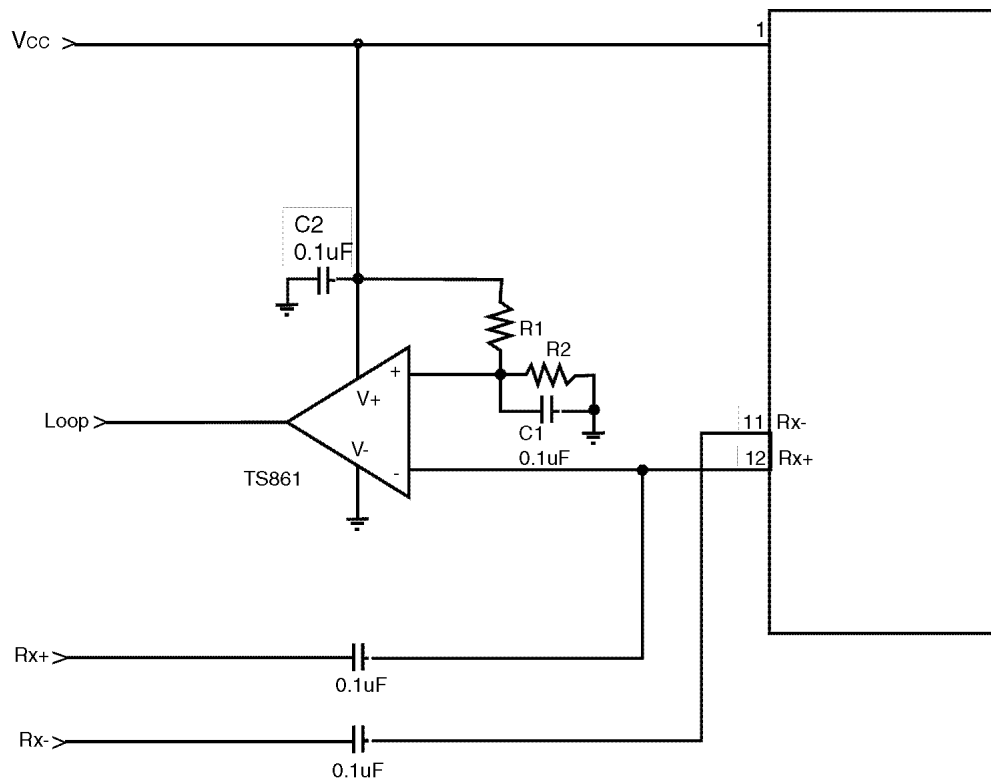 Vcc
1
C2
0.1uF
R1
R2
+
V+
Loop
C1
0.1uF
11 Rx-
12 Rx+
V-
-
TS861
Rx+
0.1uF
Rx-
0.1uF